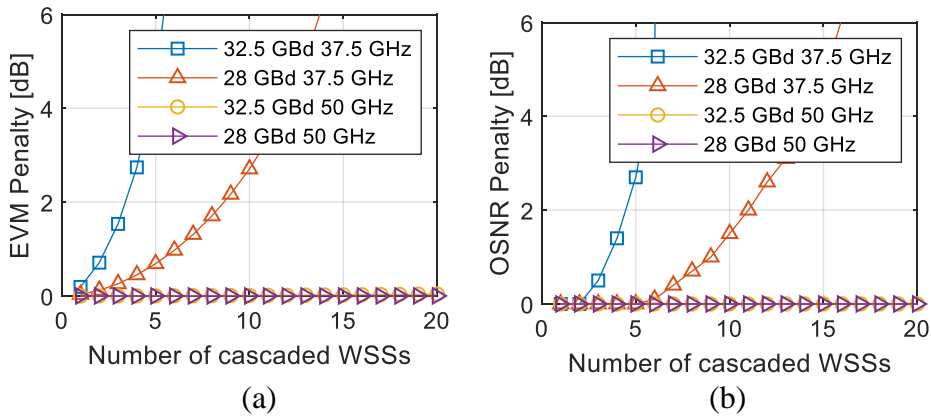 6
4
2
0
EVM Penalty [dB]
32.5 GBd 37.5 GHz
28 GBd 37.5 GHz
32.5 GBd 50 GHz
28 GBd 50 GHz
0 5 10 15 20
Number of cascaded WSSs
(a)
6
4
2
0
OSNR Penalty [dB]
32.5 GBd 37.5 GHz
28 GBd 37.5 GHz
32.5 GBd 50 GHz
28 GBd 50 GHz
0 5 10 15 20
Number of cascaded WSSs
(b)